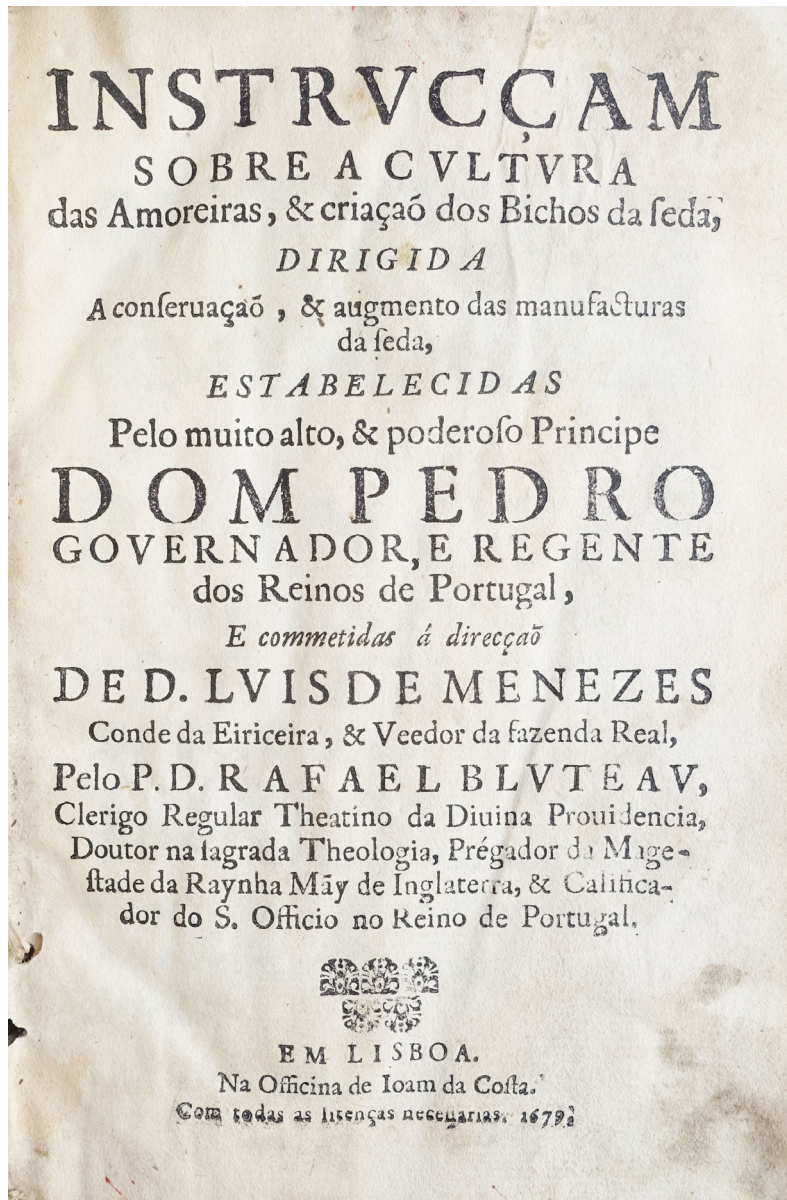 INSTRVCÇAM
SOBRE A CVLTVRA
das Amoreiras, & criaçaõ dos Bichos da ſeda,
DIRIGIDA
A conſeruaçaõ, & augmento das manufacturas
da ſeda,
ESTABELECIDAS
Pelo muito alto, & poderoſo Principe
DOM PEDRO
GOVERNADOR, E REGENTE
dos Reinos de Portugal,
E commetidas á direcçaõ
DE D. LVIS DE MENEZES
Conde da Eiriceira, & Veedor da fazenda Real,
Pelo P. D. RAFAEL BLVTEAV,
Clerigo Regular Theatino da Diuina Prouidencia,
Doutor na ſagrada Theologia, Prégador da Mage-
ſtade da Raynha Mãy de Inglaterra, & Califica-
dor do S. Officio no Reino de Portugal.
EM LISBOA.
Na Officina de Ioam da Coſta.
Com todas as licenças neceſſarias. 1679.